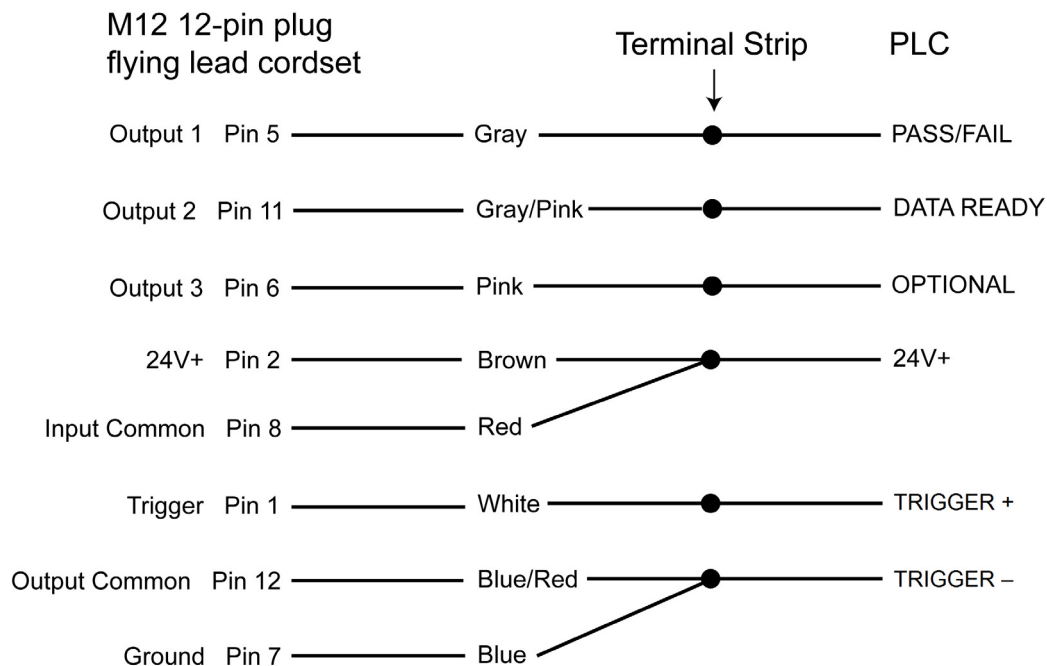 M12 12-pin plug
flying lead cordset
Terminal Strip
PLC
Output 1 Pin 5 Gray PASS/FAIL
Output 2 Pin 11 Gray/Pink DATA READY
Output 3 Pin 6 Pink OPTIONAL
24V+ Pin 2 Brown 24V+
Input Common Pin 8 Red
Trigger Pin 1 White TRIGGER +
Output Common Pin 12 Blue/Red TRIGGER –
Ground Pin 7 Blue